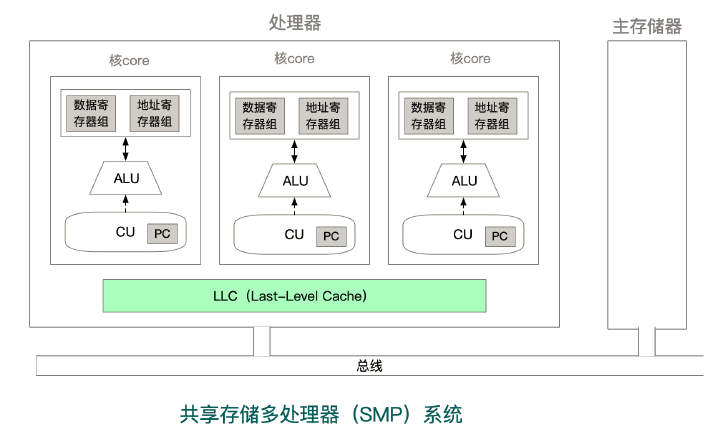 处理器
主存储器
核core
核core
核core
数据寄
存器组
地址寄
存器组
数据寄
存器组
地址寄
存器组
数据寄
存器组
地址寄
存器组
ALU
ALU
ALU
CU
PC
CU
PC
CU
PC
LLC（Last-Level Cache）
总线
共享存储多处理器（SMP）系统